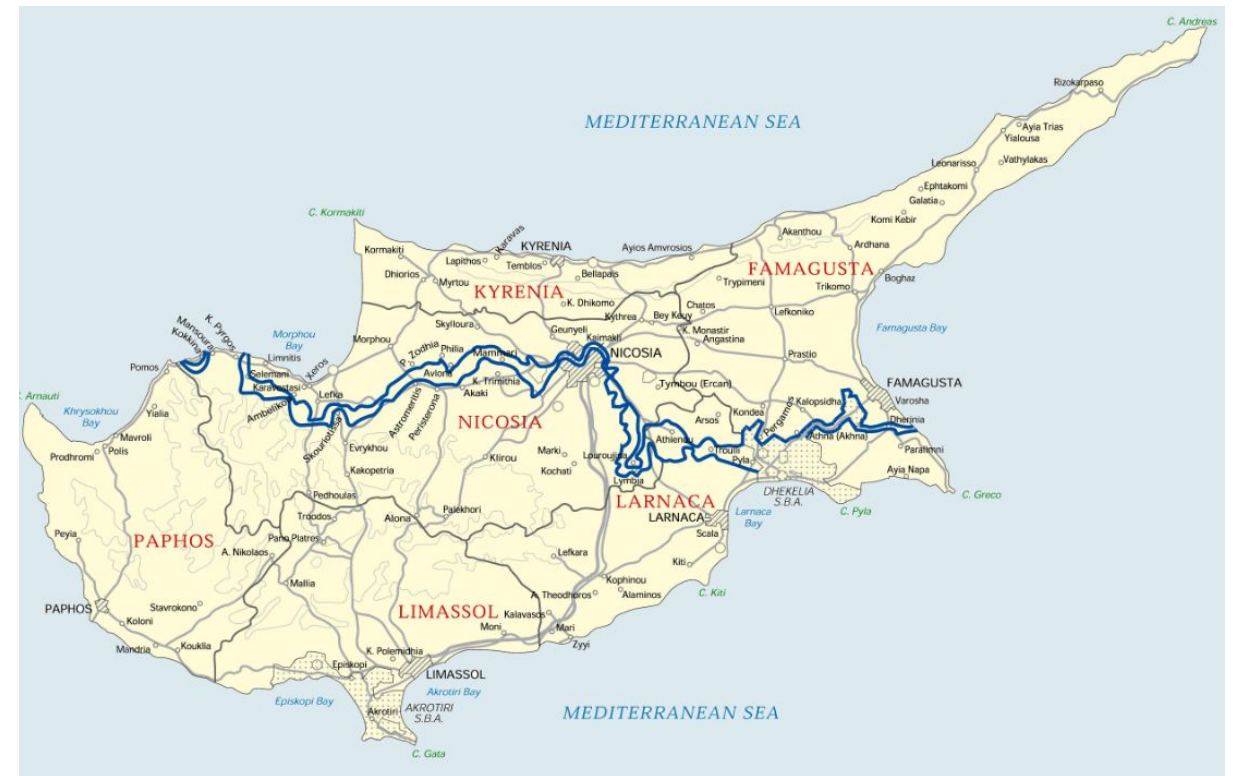 C. Andreas
Rizokarpaso
MEDITERRANEAN SEA
Ayia Trias
Yialousa
Leonarisso
Vathylakas
Ephtakomi
Galatia
C. Kormakiti
Komi Kebir
Akanthou
Karavas
KYRENIA
Ayios Amvrosios
Ardhana
Kormakiti
Lapithos
Temblos
Bellapais
FAMAGUSTA
Boghaz
Dhiorios
Myrtou
KYRENIA
Trypimeni
Trikomo
K. Dhikomo
Chatos
Lefkoniko
Kythrea
Bey Keuy
Skylloura
Geunyeli
K. Monastir
Famagusta Bay
K. Pyrgos
Mansoura
Kokkina
Morphou
Bay
Morphou
Kaimakli
Angastina
P. Zodhia
Philia
Mammari
NICOSIA
Prastio
Limnitis
Pomos
Selemani
Xeros
Avlona
K. Trimithia
Tymbou (Ercan)
FAMAGUSTA
Karavostasi
Lefka
Akaki
C. Arnauti
Ambelikou
Astromeritis
Peristerona
Kondea
Pergamos
Kalopsidha
Varosha
Khrysokhou
Bay
Yialia
Skouriotissa
NICOSIA
Arsos
Dherinia
Mavroli
Athienou
Athna (Akhna)
Prodhromi
Polis
Evrykhou
Klirou
Marki
Louroujina
Troulli
Paralimni
Kakopetria
Kochati
Pyla
Ayia Napa
Lymbia
Pedhoulas
DHEKELIA
S.B.A.
C. Greco
LARNACA
Troodos
Alona
Palekhori
LARNACA
Larnaca
Bay
C. Pyla
Peyia
PAPHOS
Pano Platres
Scala
A. Nikolaos
Lefkara
Kiti
Mallia
Kophinou
A. Theodhoros
Alaminos
C. Kiti
PAPHOS
Stavrokono
LIMASSOL
Kalavasos
Koloni
Moni
Mari
Mandria
Kouklia
Zyyi
K. Polemidhia
Episkopi
LIMASSOL
Episkopi Bay
Akrotiri Bay
Akrotiri
AKROTIRI
S.B.A.
MEDITERRANEAN SEA
C. Gata